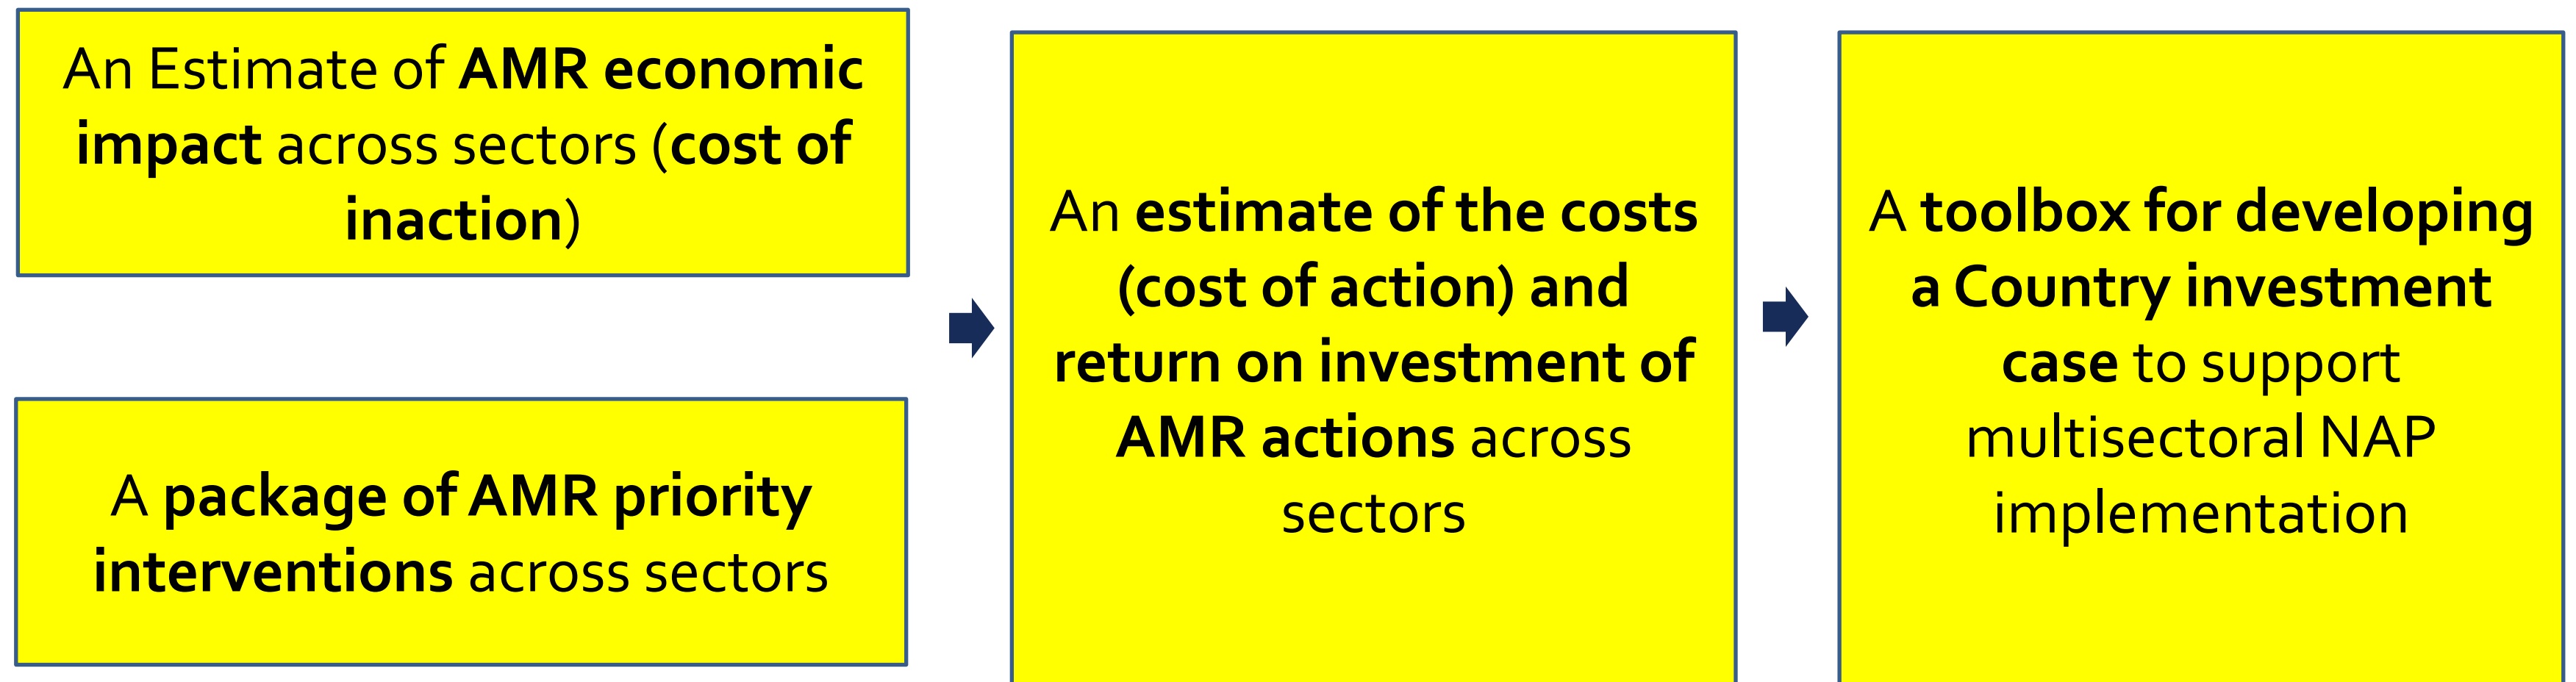 An Estimate of AMR economic
impact across sectors (cost of
inaction)
A package of AMR priority
interventions across sectors
An estimate of the costs
(cost of action) and
return on investment of
AMR actions across
sectors
A toolbox for developing
a Country investment
case to support
multisectoral NAP
implementation